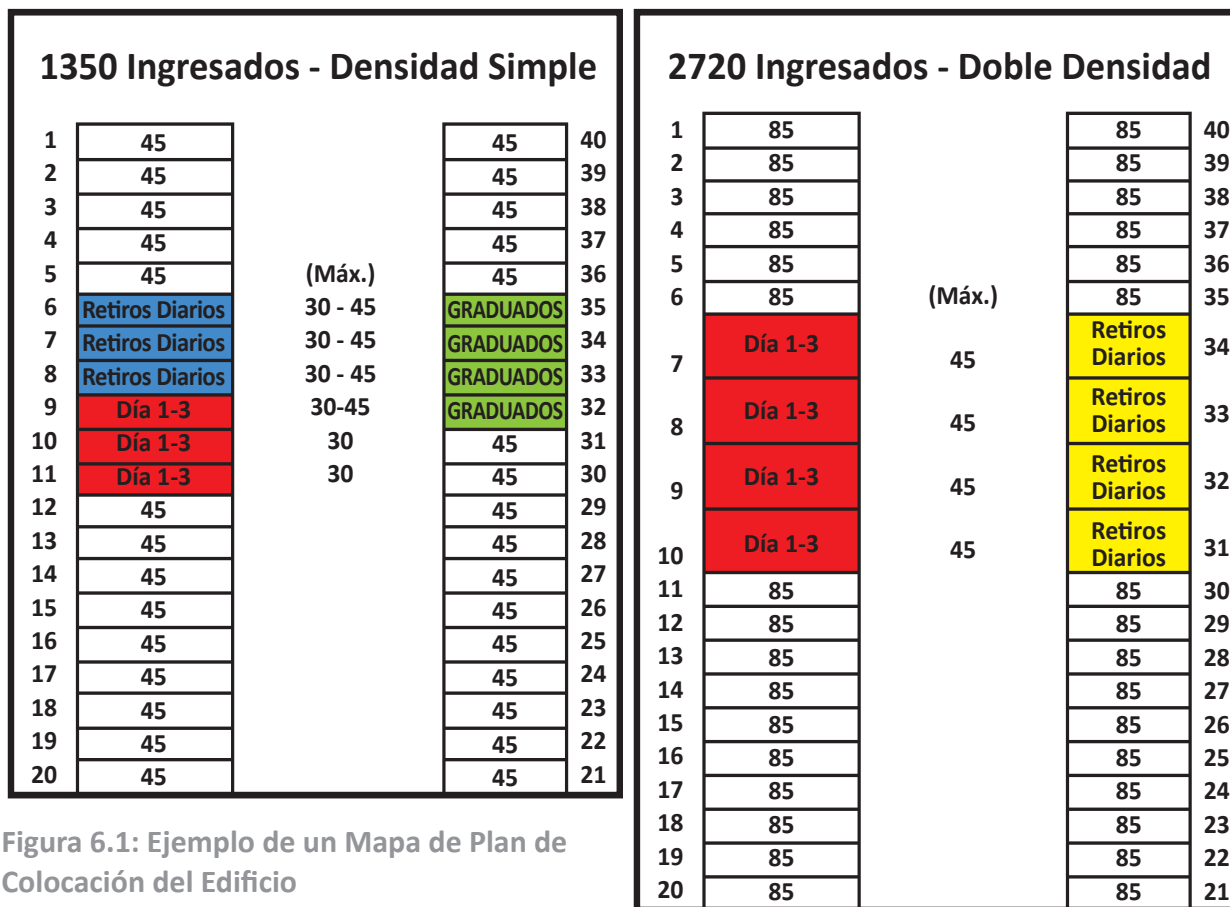 1350 Ingresados - Densidad Simple
1 45 45 40
2 45 45 39
3 45 45 38
4 45 45 37
5 45 (Máx.) 45 36
6 Retiros Diarios 30 - 45 GRADUADOS 35
7 Retiros Diarios 30 - 45 GRADUADOS 34
8 Retiros Diarios 30 - 45 GRADUADOS 33
9 Día 1-3 30-45 GRADUADOS 32
10 Día 1-3 30 45 31
11 Día 1-3 30 45 30
12 45 45 29
13 45 45 28
14 45 45 27
15 45 45 26
16 45 45 25
17 45 45 24
18 45 45 23
19 45 45 22
20 45 45 21
Figura 6.1: Ejemplo de un Mapa de Plan de
Colocación del Edificio
2720 Ingresados - Doble Densidad
1 85 85 40
2 85 85 39
3 85 85 38
4 85 85 37
5 85 85 36
6 85 (Máx.) 85 35
7 Día 1-3 45 Retiros
Diarios 34
8 Día 1-3 45 Retiros
Diarios 33
9 Día 1-3 45 Retiros
Diarios 32
10 Día 1-3 45 Retiros
Diarios 31
11 85 85 30
12 85 85 29
13 85 85 28
14 85 85 27
15 85 85 26
16 85 85 25
17 85 85 24
18 85 85 23
19 85 85 22
20 85 85 21